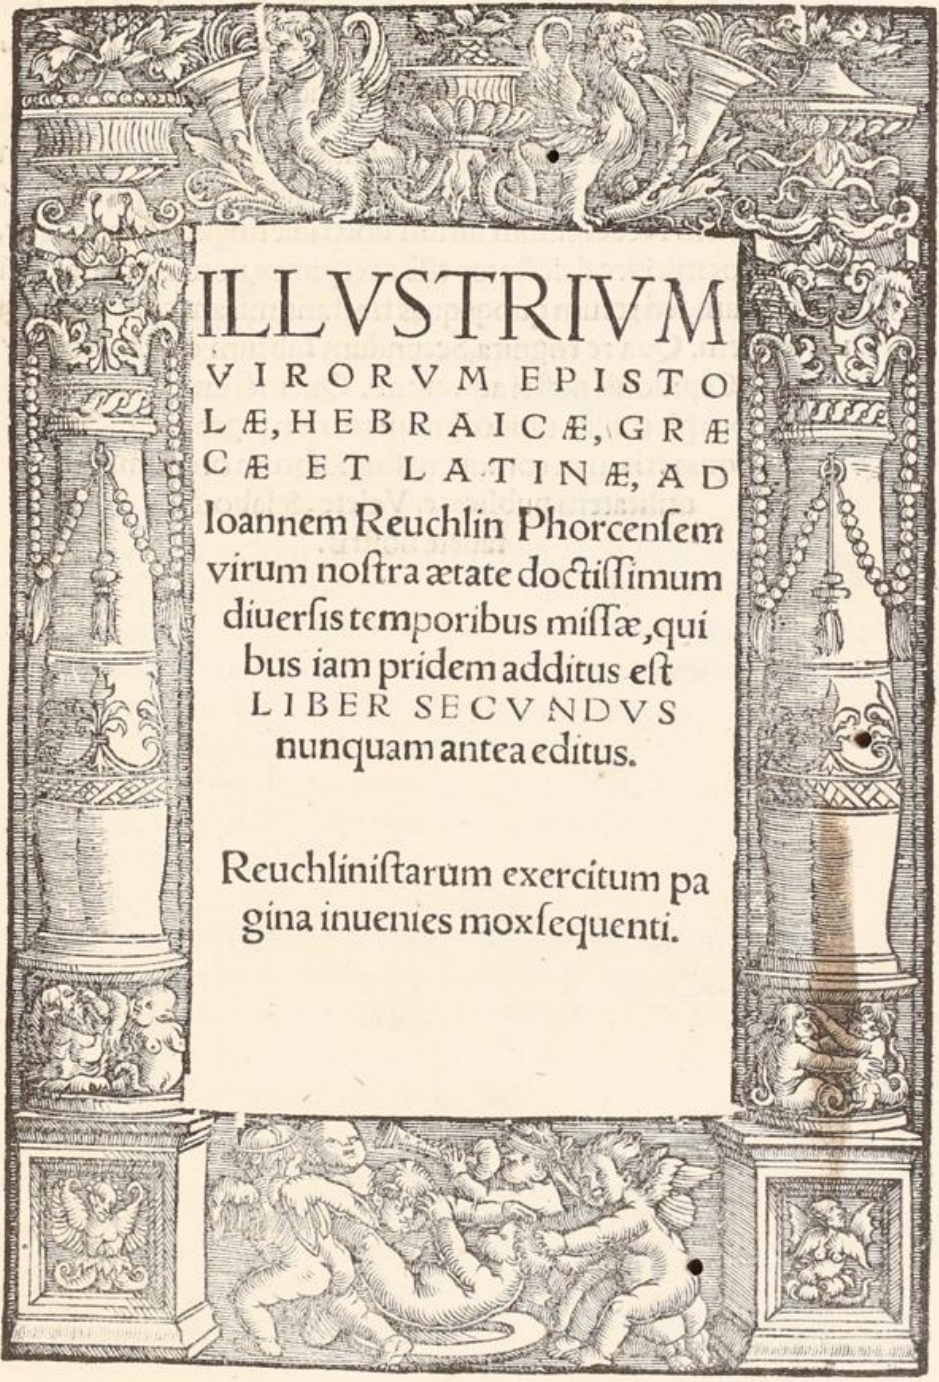 ILLVSTRIVM
VIRORVM EPISTO
LÆ, HEBRAICÆ, GRÆ
CÆ ET LATINÆ, AD
Ioannem Reuchlin Phorcenſem
virum noſtra ætate doctiſſimum
diuerſis temporibus miſſæ, qui
bus iam pridem additus eſt
LIBER SECVNDVS
nunquam antea editus.
Reuchliniſtarum exercitum pa
gina inuenies mox ſequenti.